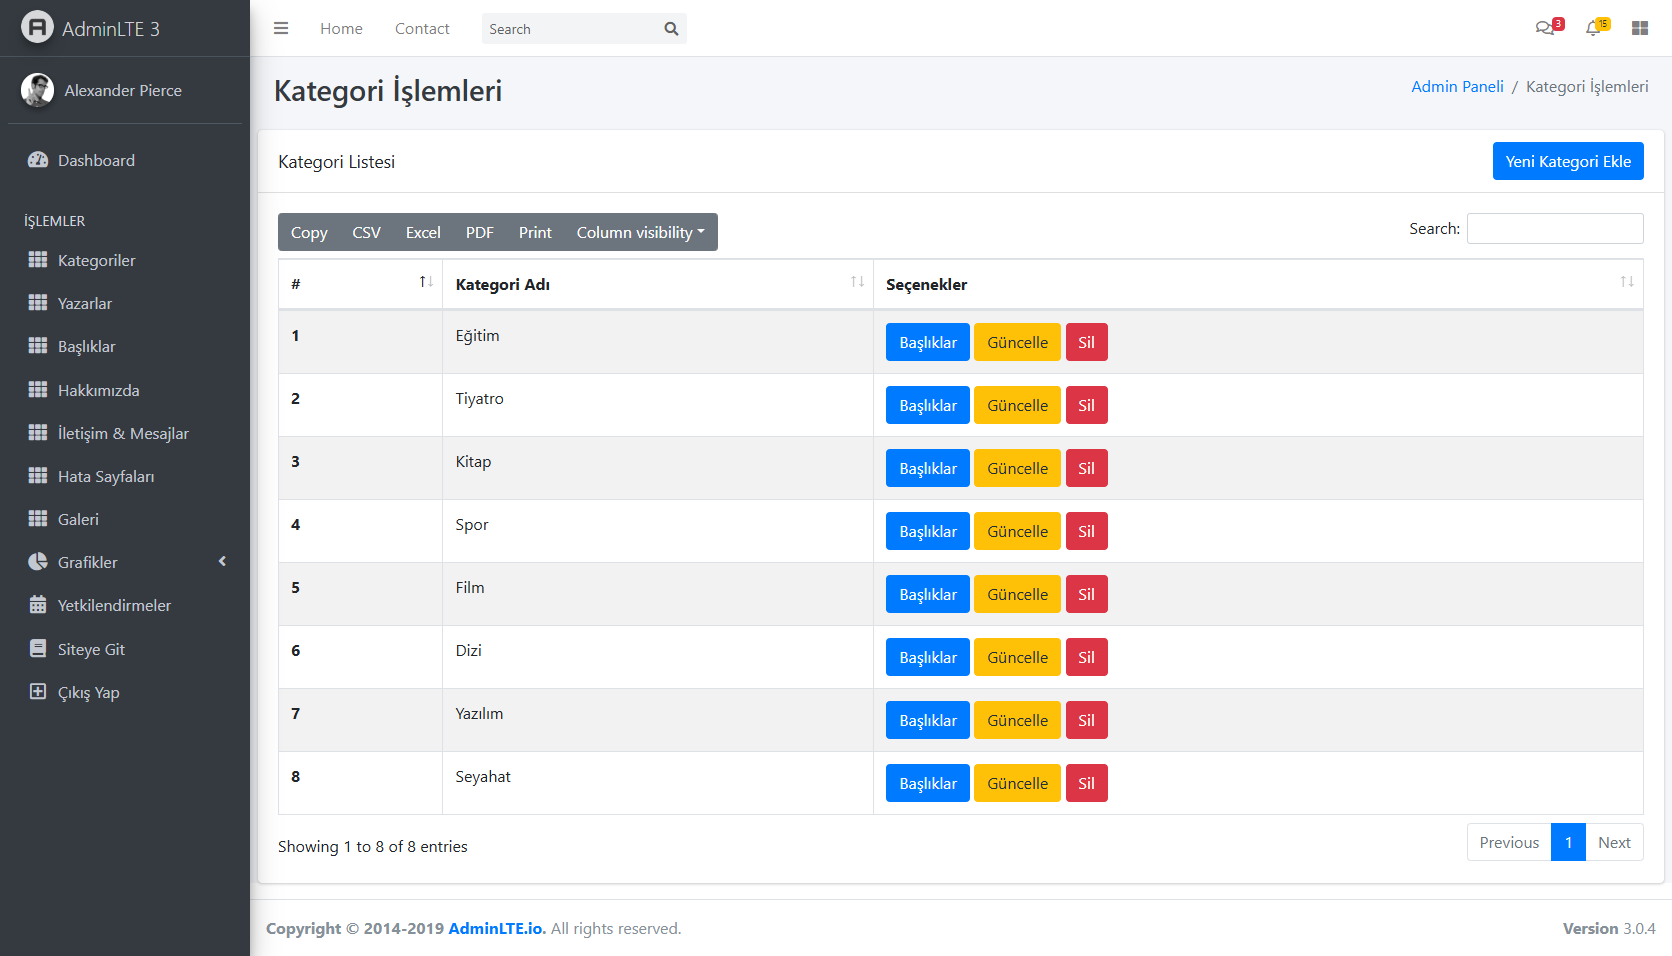 AdminLTE 3
Home
Contact
Search
3
15
Alexander Pierce
Kategori İşlemleri
Admin Paneli / Kategori İşlemleri
Dashboard
İŞLEMLER
Kategoriler
Yazarlar
Başlıklar
Hakkımızda
İletişim & Mesajlar
Hata Sayfaları
Galeri
Grafikler
Yetkilendirmeler
Siteye Git
Çıkış Yap
Kategori Listesi
Yeni Kategori Ekle
Copy CSV Excel PDF Print Column visibility
Search:
# Kategori Adı Seçenekler
1 Eğitim Başlıklar Güncelle Sil
2 Tiyatro Başlıklar Güncelle Sil
3 Kitap Başlıklar Güncelle Sil
4 Spor Başlıklar Güncelle Sil
5 Film Başlıklar Güncelle Sil
6 Dizi Başlıklar Güncelle Sil
7 Yazılım Başlıklar Güncelle Sil
8 Seyahat Başlıklar Güncelle Sil
Showing 1 to 8 of 8 entries
Previous 1 Next
Copyright © 2014-2019 AdminLTE.io. All rights reserved.
Version 3.0.4